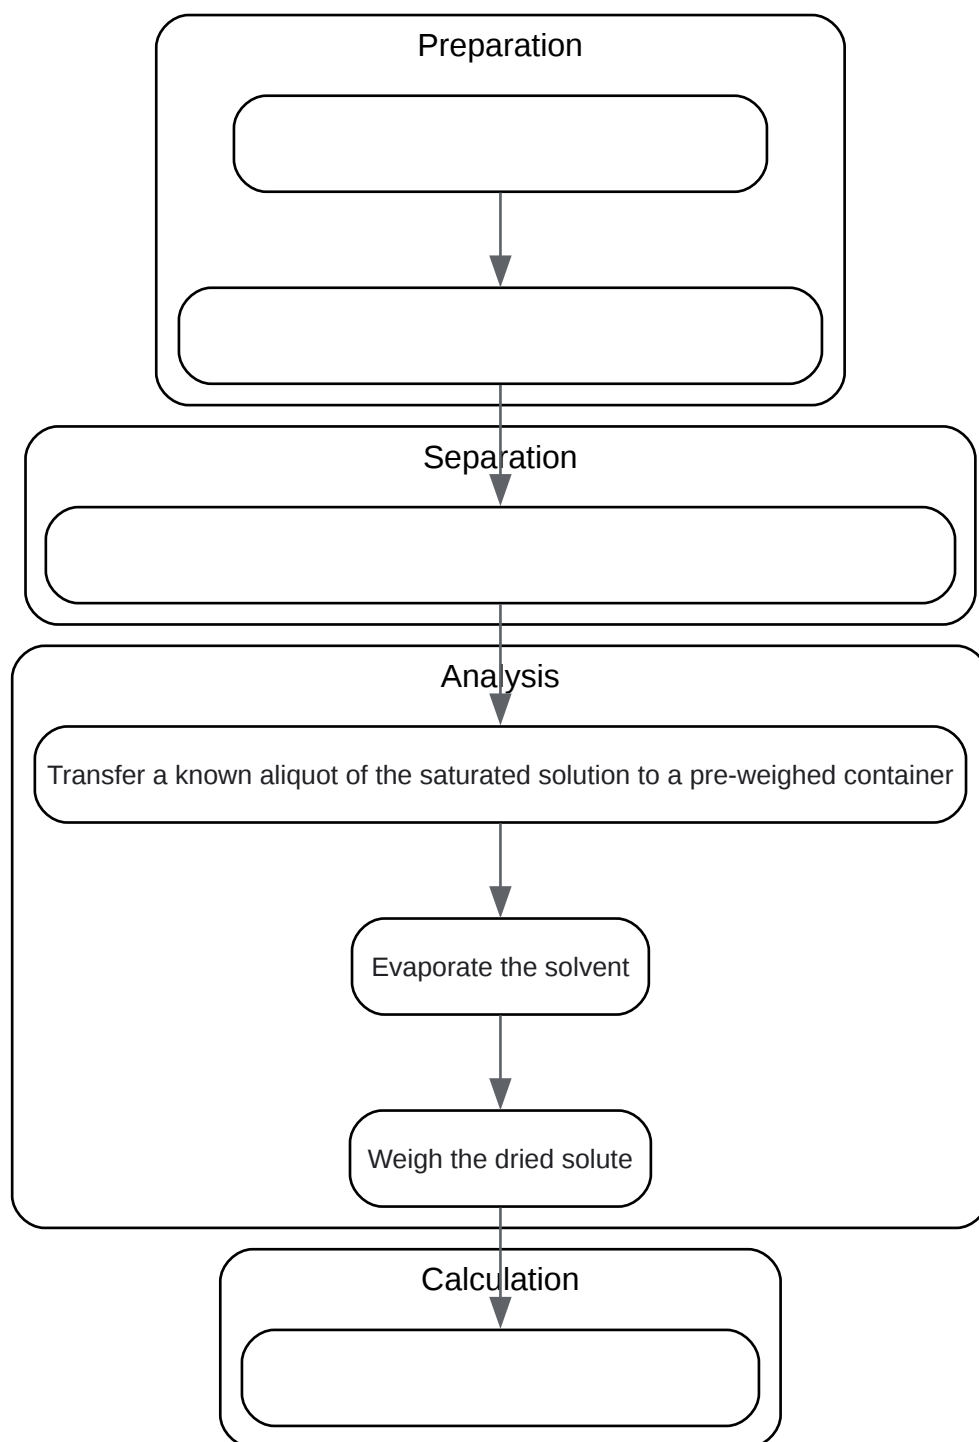 Preparation
Separation
Analysis
Transfer a known aliquot of the saturated solution to a pre-weighed container
Evaporate the solvent
Weigh the dried solute
Calculation